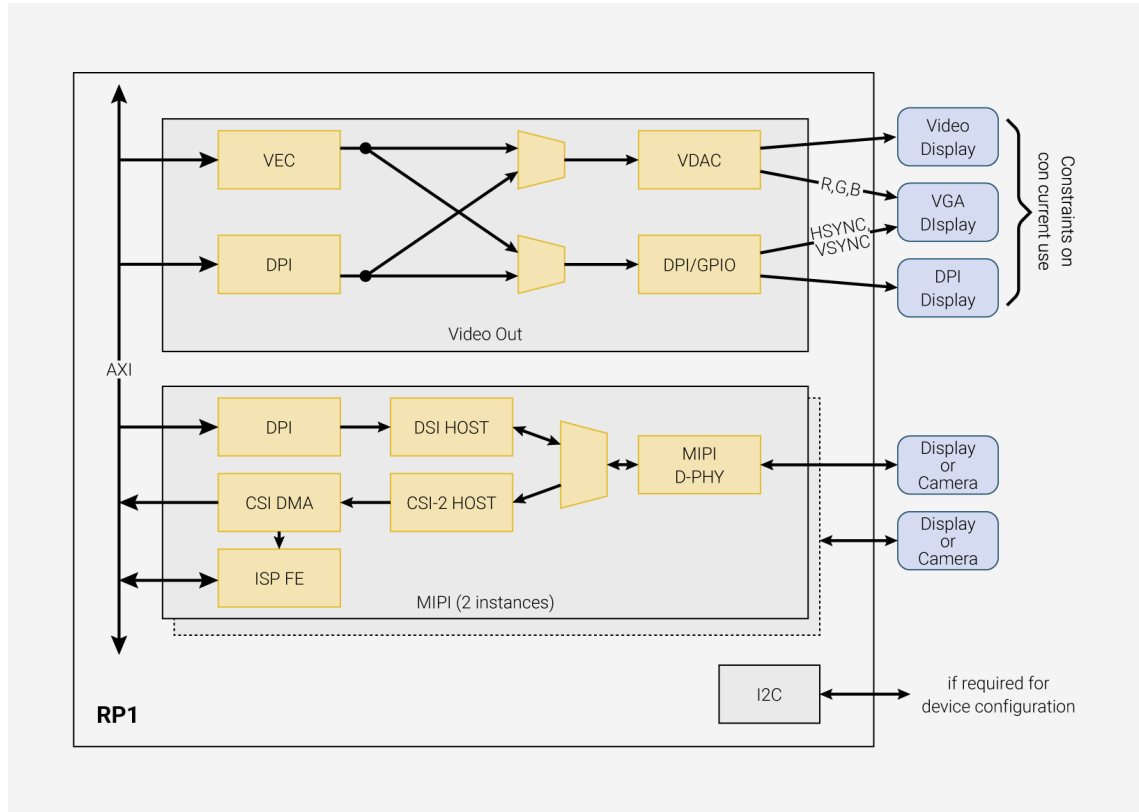 VEC
VDAC
Video
Display
R,G,B
VGA
DIsplay
HSYNC,
VSYNC
DPI
DPI/GPIO
DPI
Display
Constraints on
con current use
Video Out
AXI
DPI
DSI HOST
MIPI
D-PHY
Display
or
Camera
CSI DMA
CSI-2 HOST
Display
or
Camera
ISP FE
MIPI (2 instances)
I2C
if required for
device configuration
RP1